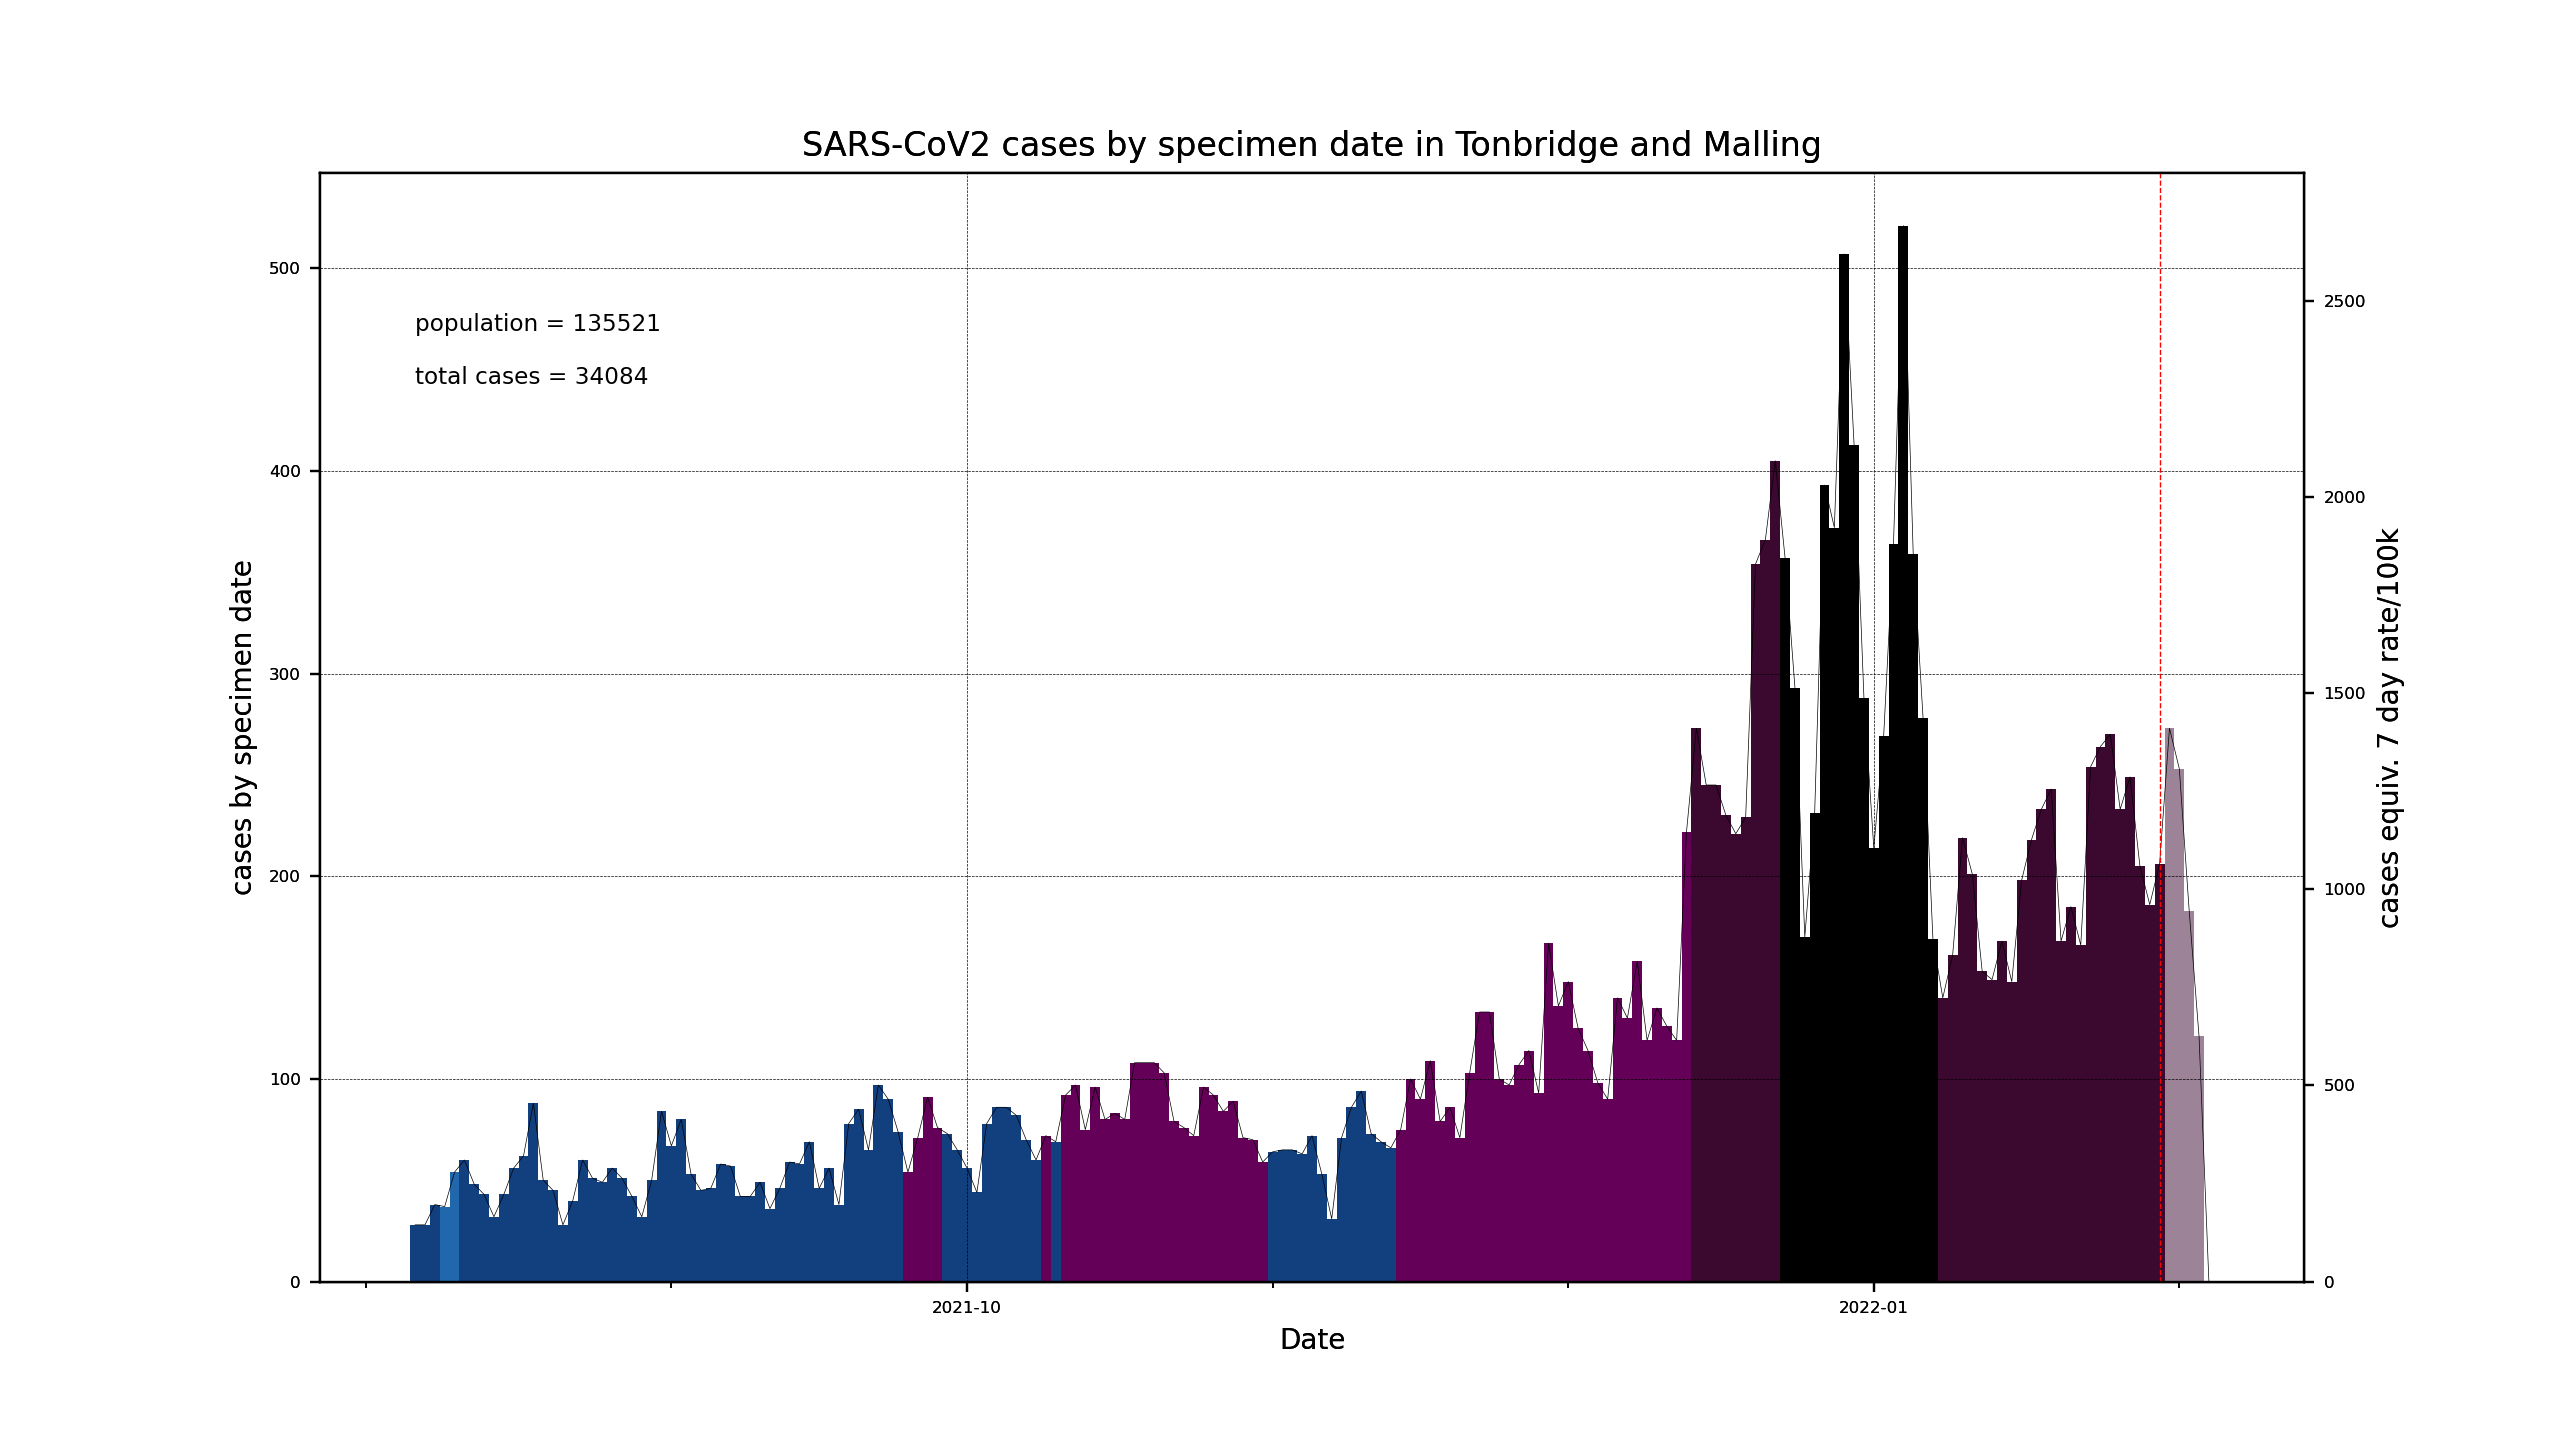 SARS-CoV2 cases by specimen date in Tonbridge and Malling
population = 135521
total cases = 34084
cases by specimen date
500
400
300
200
100
0
2500
2000
1500
1000
500
0
cases equiv. 7 day rate/100k
2021-10
2022-01
Date